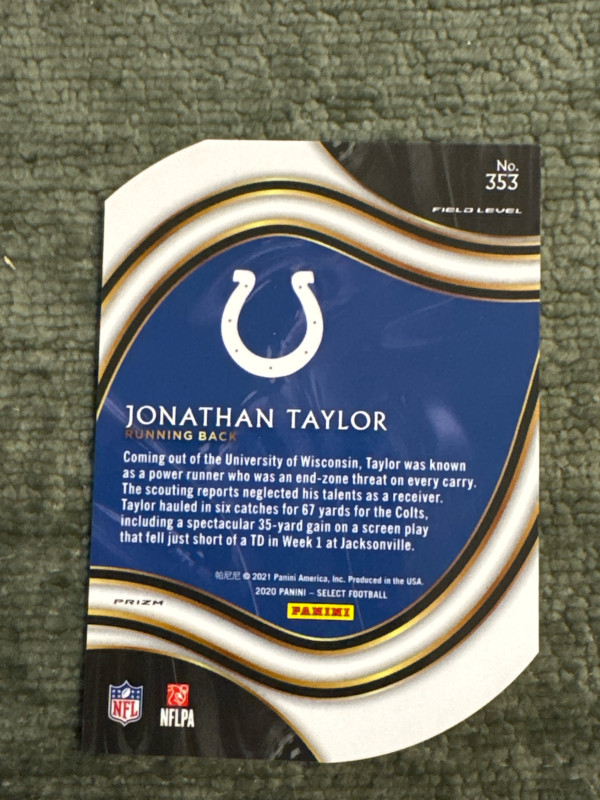 No.
353
FIELD LEVEL
JONATHAN TAYLOR
RUNNING BACK
Coming out of the University of Wisconsin, Taylor was known
as a power runner who was an end-zone threat on every carry.
The scouting reports neglected his talents as a receiver.
Taylor hauled in six catches for 67 yards for the Colts,
including a spectacular 35-yard gain on a screen play
that fell just short of a TD in Week 1 at Jacksonville.
帕尼尼 © 2021 Panini America, Inc. Produced in the USA.
2020 PANINI – SELECT FOOTBALL
PANINI
PRIZM
NFL
NFLPA